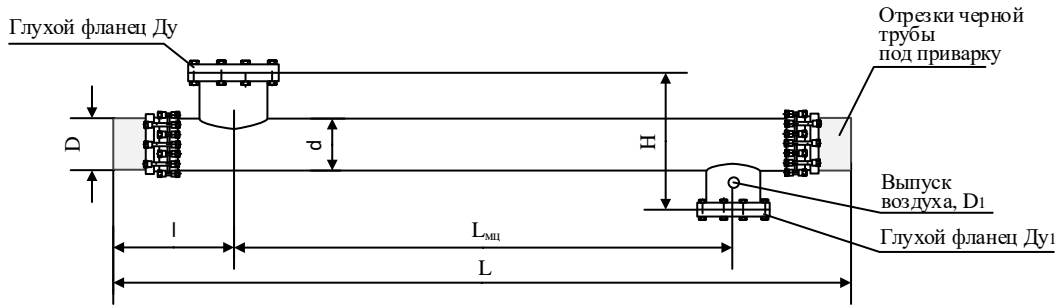 Глухой фланец Ду
Отрезки черной
трубы
под приварку
D
d
H
Выпуск
воздуха, D1
Глухой фланец Ду1
l
Lмц
L